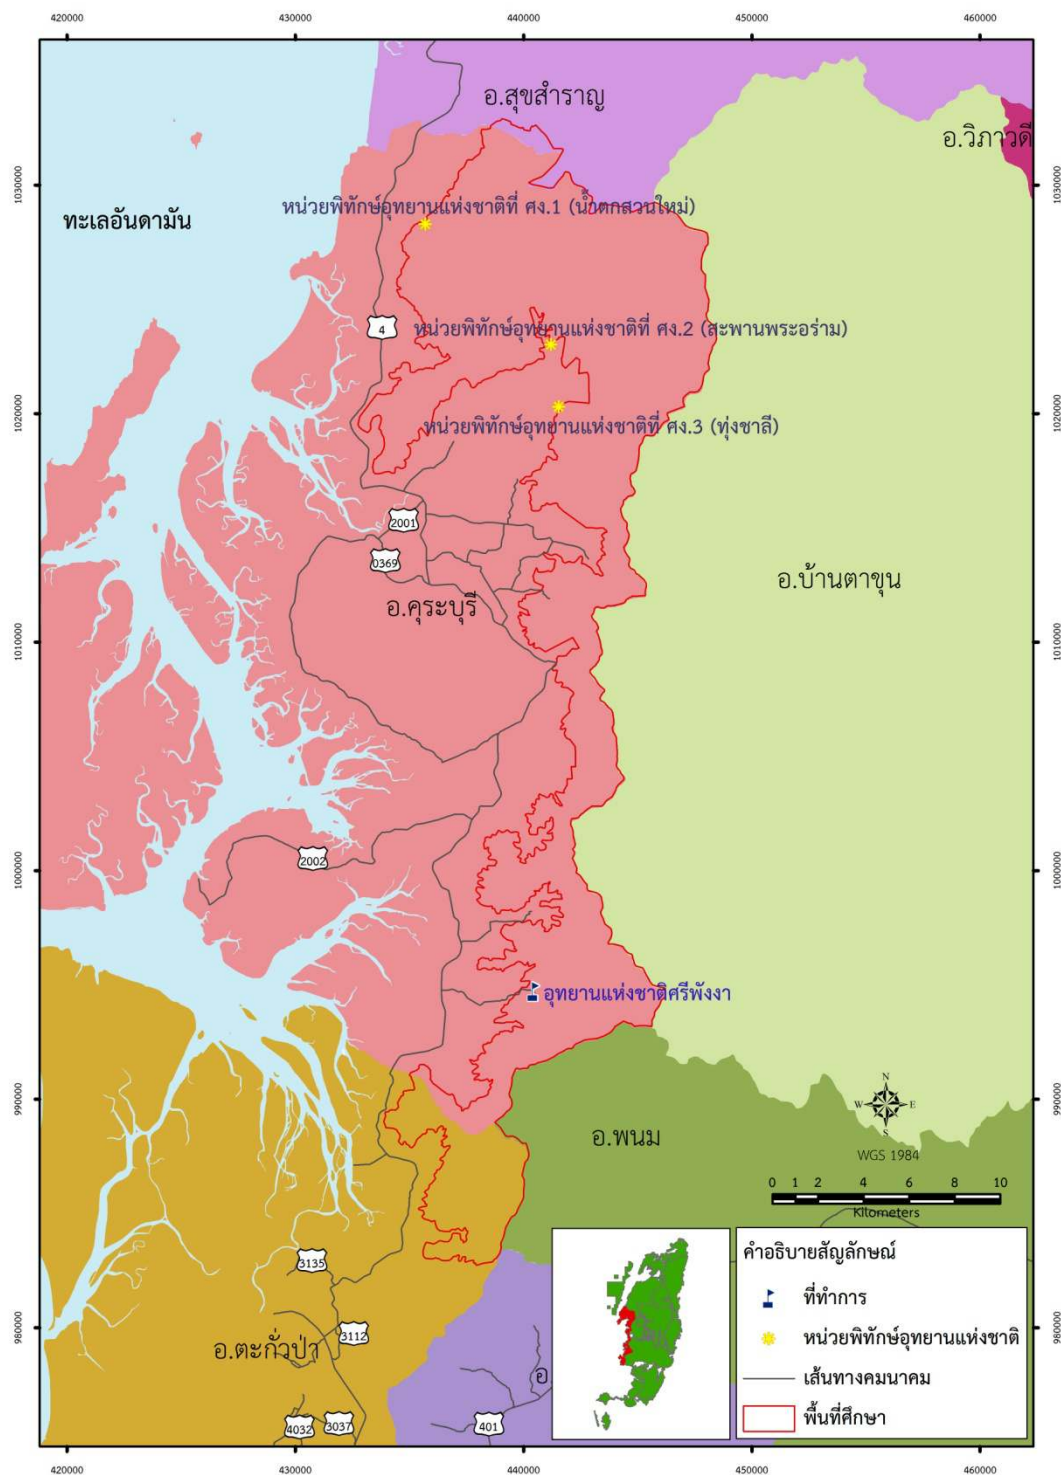 420000 430000 440000 450000 460000
อ.สุขสำราญ
อ.วิภาวดี
1030000 1030000
หน่วยพิทักษ์อุทยานแห่งชาติที่ ศง.1 (น้ำตกสวนใหม่)
ทะเลอันดามัน
4
หน่วยพิทักษ์อุทยานแห่งชาติที่ ศง.2 (สะพานพระอร่าม)
1020000 1020000
หน่วยพิทักษ์อุทยานแห่งชาติที่ ศง.3 (ทุ่งชาลี)
2001
0369
อ.บ้านตาขุน
อ.คุระบุรี
1010000 1010000
2002
1000000 1000000
อุทยานแห่งชาติศรีพังงา
990000 990000
N
W E
S
WGS 1984
อ.พนม
0 1 2 4 6 8 10
Kilometers
คำอธิบายสัญลักษณ์
ที่ทำการ
หน่วยพิทักษ์อุทยานแห่งชาติ
เส้นทางคมนาคม
พื้นที่ศึกษา
3135
980000 980000
3112
อ.ตะกั่วป่า
อ
4032 3037 401
420000 430000 440000 450000 460000